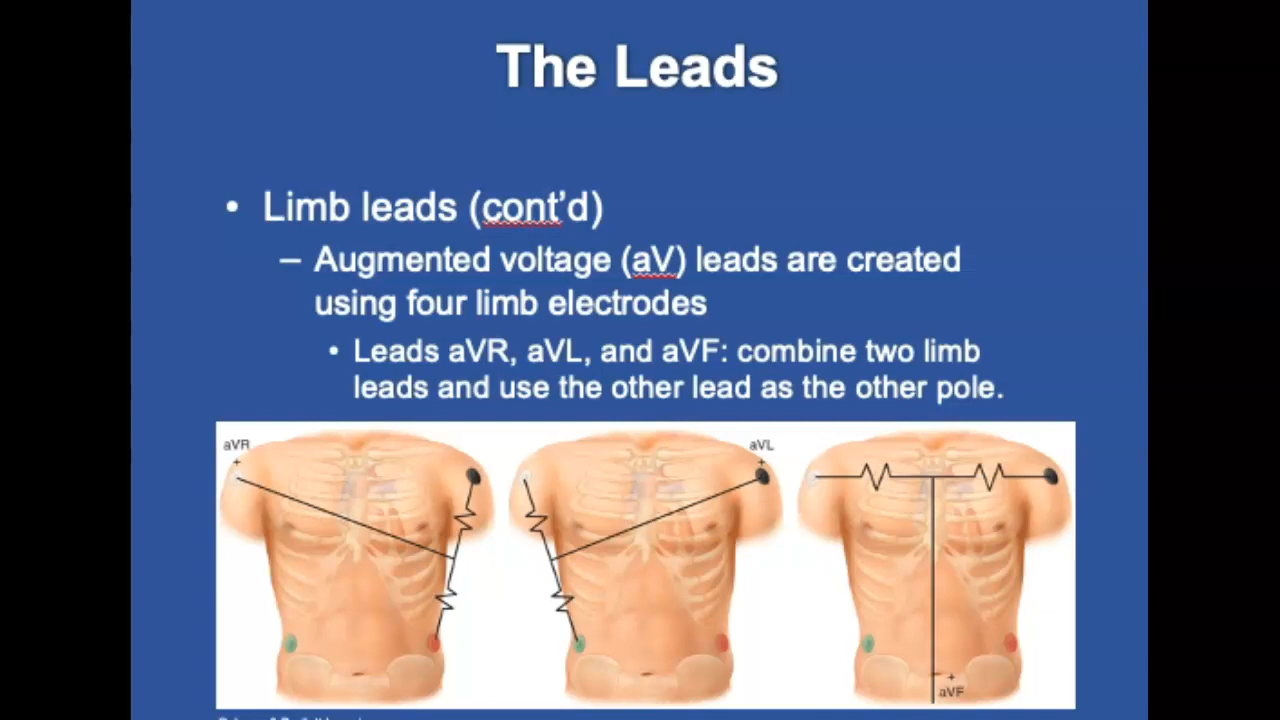 The Leads
• Limb leads (cont’d)
– Augmented voltage (aV) leads are created
using four limb electrodes
• Leads aVR, aVL, and aVF: combine two limb
leads and use the other lead as the other pole.
aVR
+
aVL
+
+
aVF